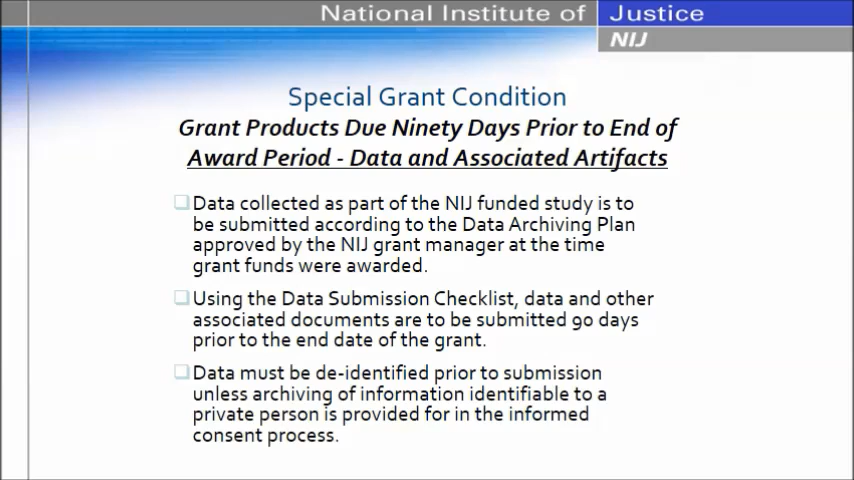 National Institute of Justice
NIJ
Special Grant Condition
Grant Products Due Ninety Days Prior to End of
Award Period - Data and Associated Artifacts
Data collected as part of the NIJ funded study is to
be submitted according to the Data Archiving Plan
approved by the NIJ grant manager at the time
grant funds were awarded.
Using the Data Submission Checklist, data and other
associated documents are to be submitted 90 days
prior to the end date of the grant.
Data must be de-identified prior to submission
unless archiving of information identifiable to a
private person is provided for in the informed
consent process.